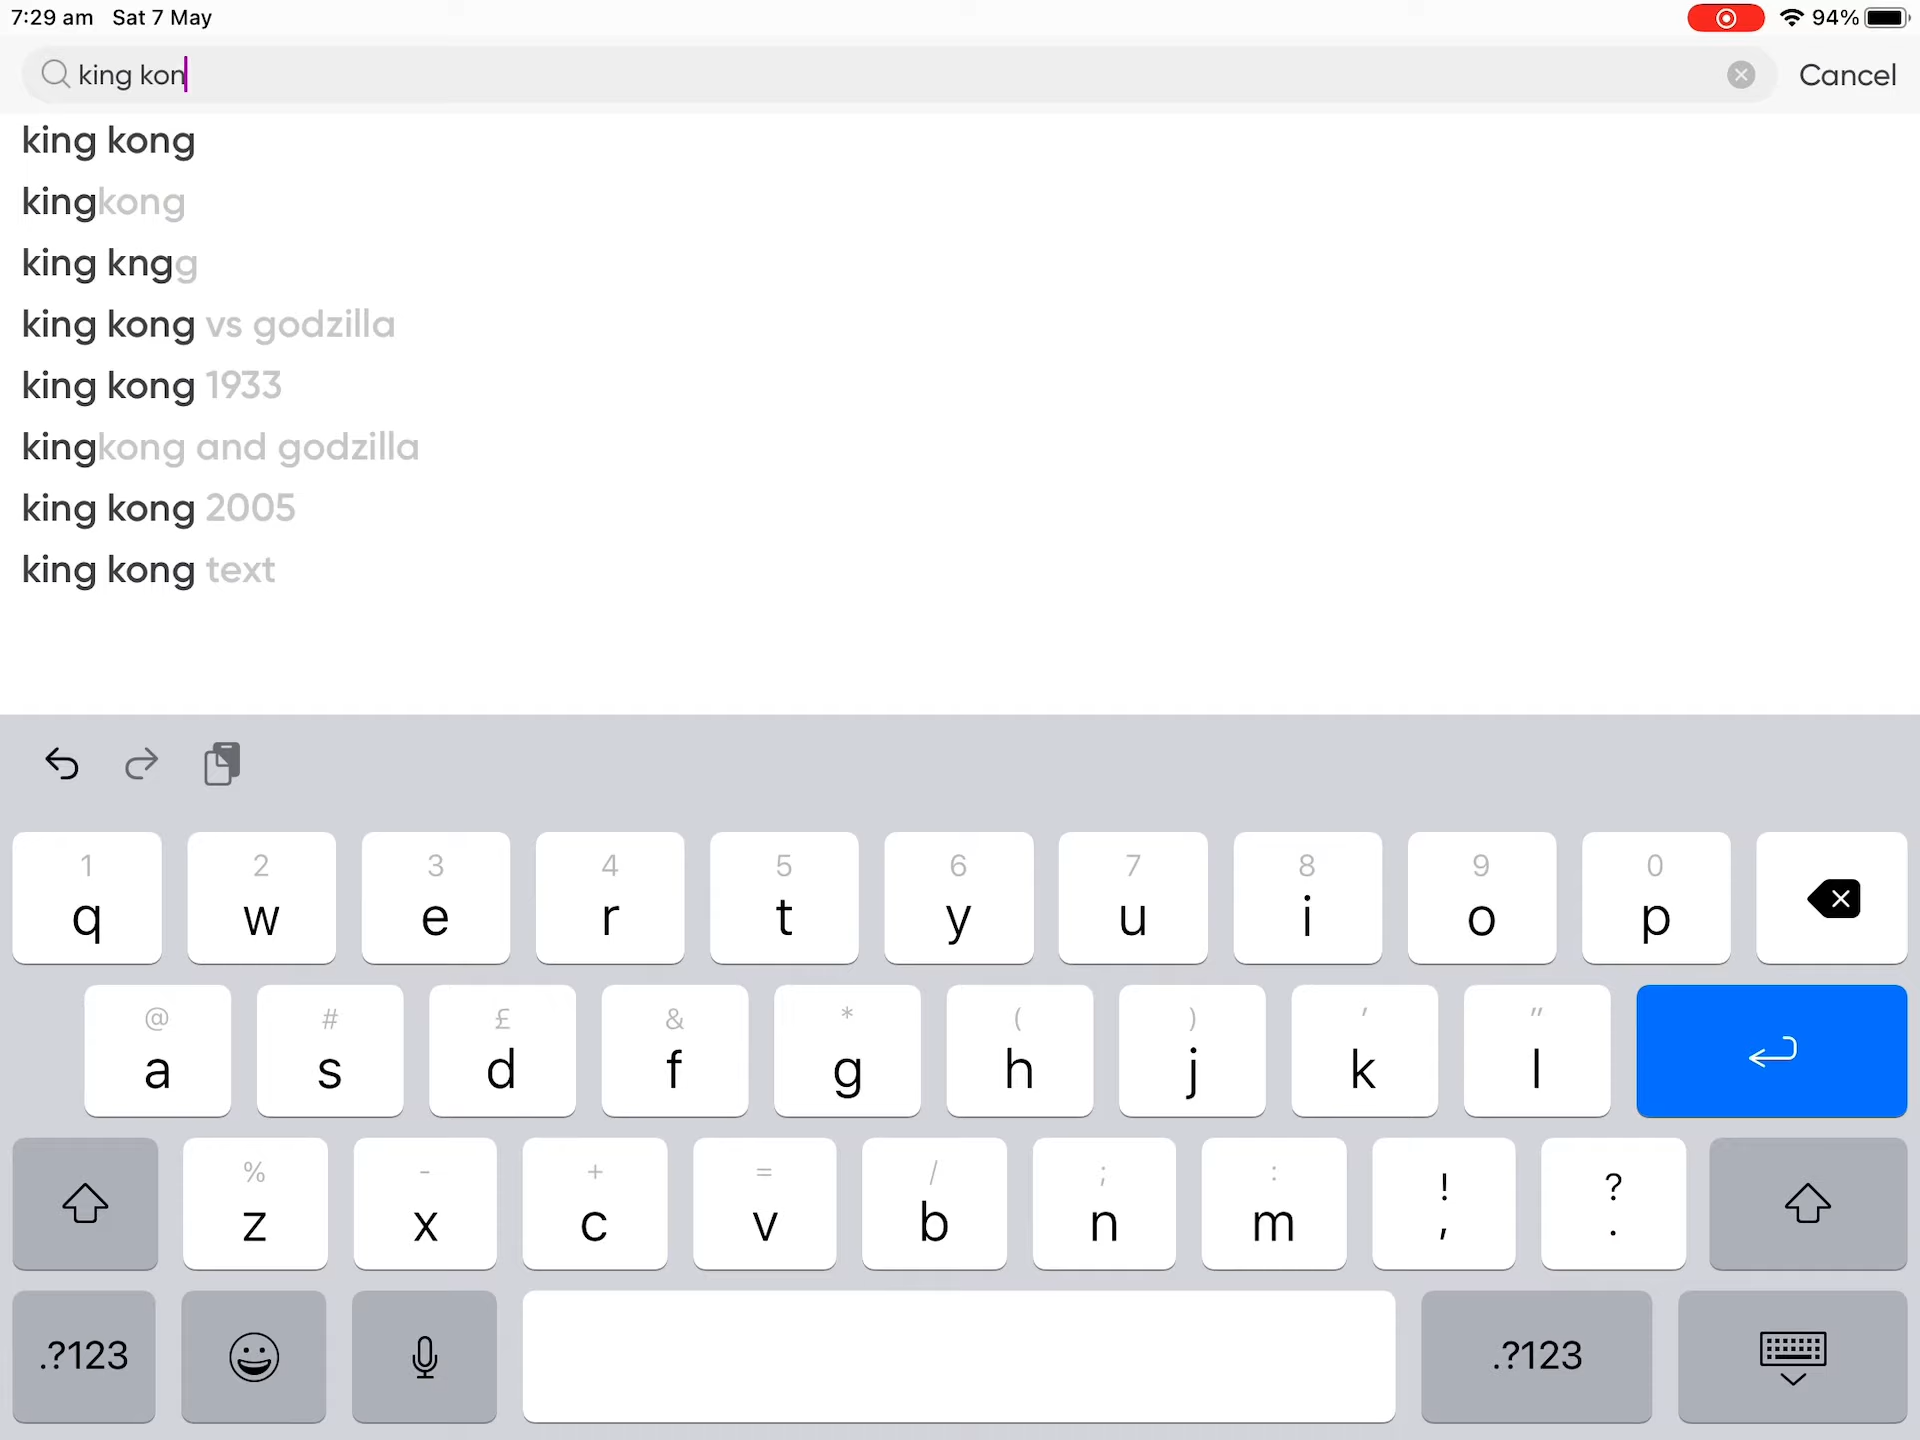 7:29 am Sat 7 May 94%
king kon Cancel
king kong
kingkong
king kngg
king kong vs godzilla
king kong 1933
kingkong and godzilla
king kong 2005
king kong text
1 2 3 4 5 6 7 8 9 0
q w e r t y u i o p
@ # £ & * ( ) ' "
a s d f g h j k l
% - + = / ; : ! ?
z x c v b n m , .
.?123 .?123